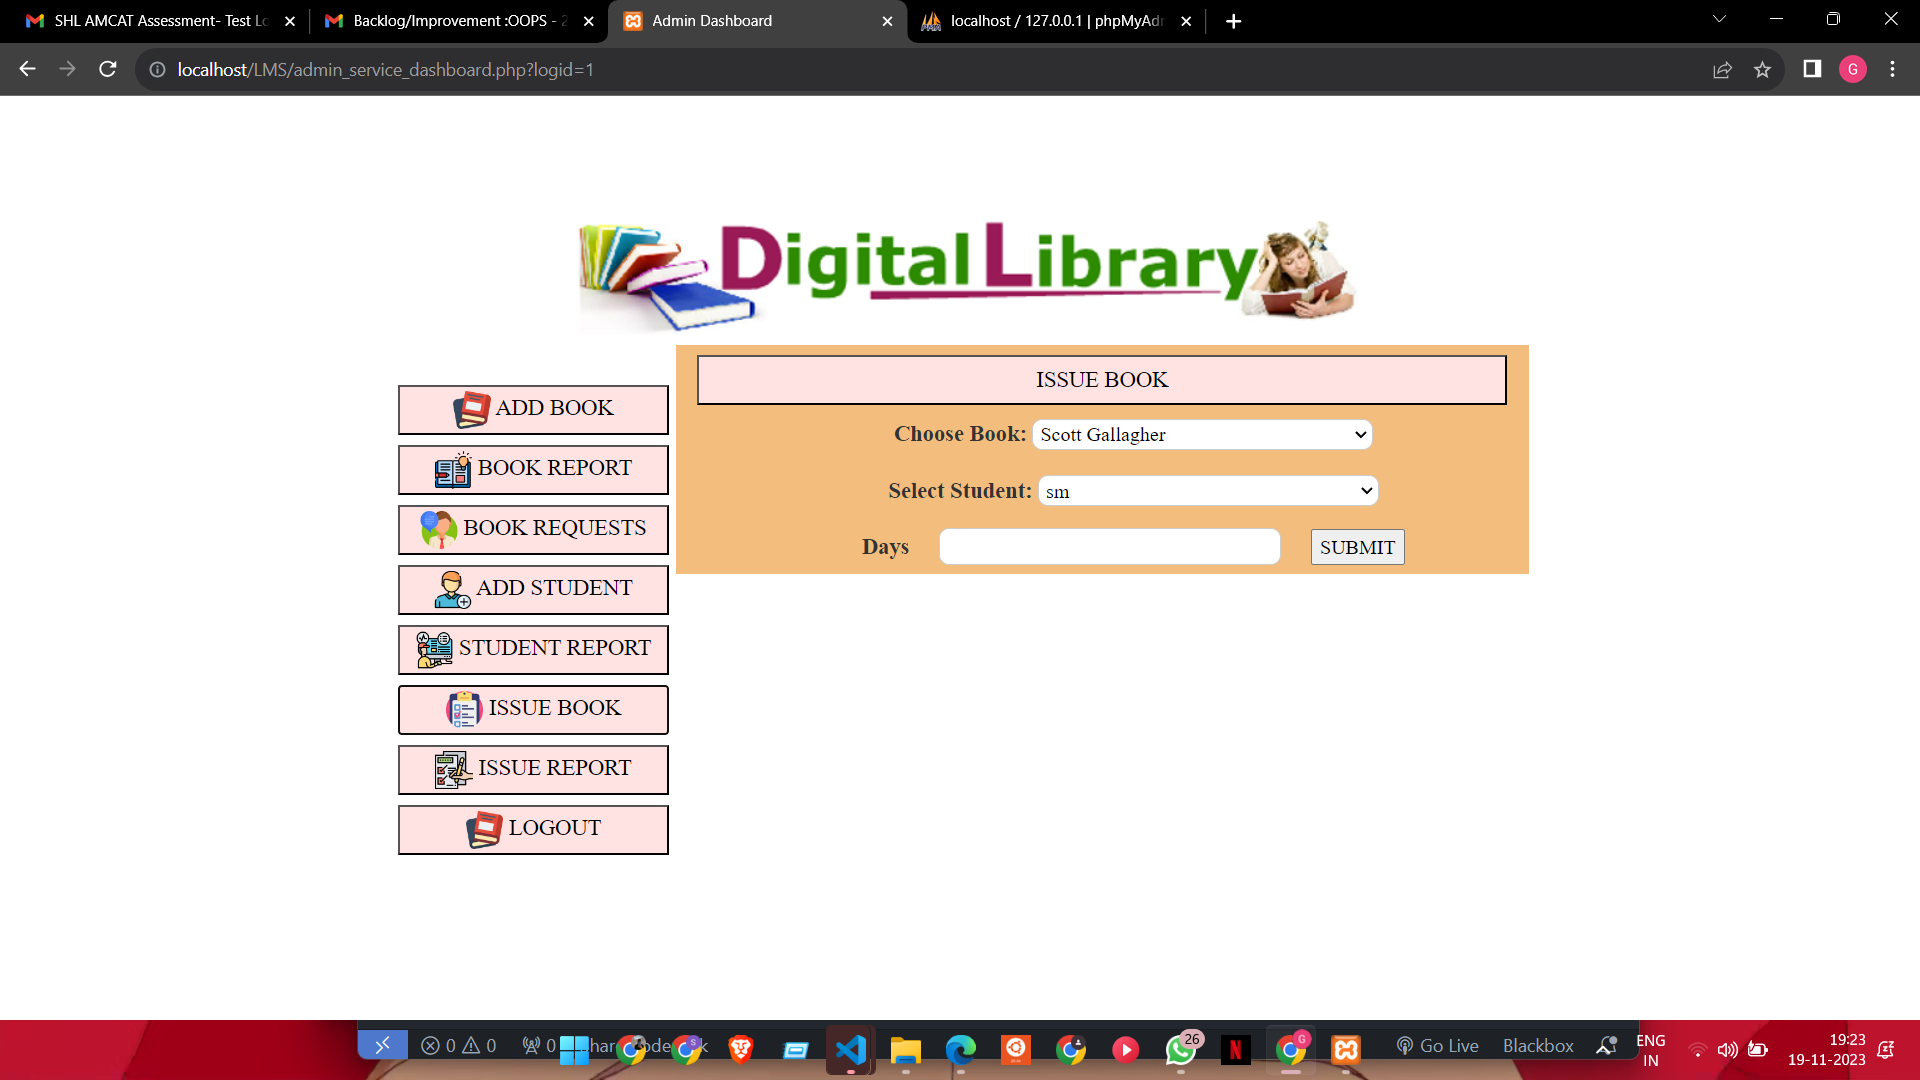 SHL AMCAT Assessment- Test Lo
Backlog/Improvement :OOPS - 2
Admin Dashboard
localhost / 127.0.0.1 | phpMyAdr
localhost/LMS/admin_service_dashboard.php?logid=1
G
Digital Library
ISSUE BOOK
Choose Book: Scott Gallagher
Select Student: sm
Days
SUBMIT
ADD BOOK
BOOK REPORT
BOOK REQUESTS
ADD STUDENT
STUDENT REPORT
ISSUE BOOK
ISSUE REPORT
LOGOUT
0 0
0
S
26
N
G
Go Live
Blackbox
ENG
IN
19:23
19-11-2023